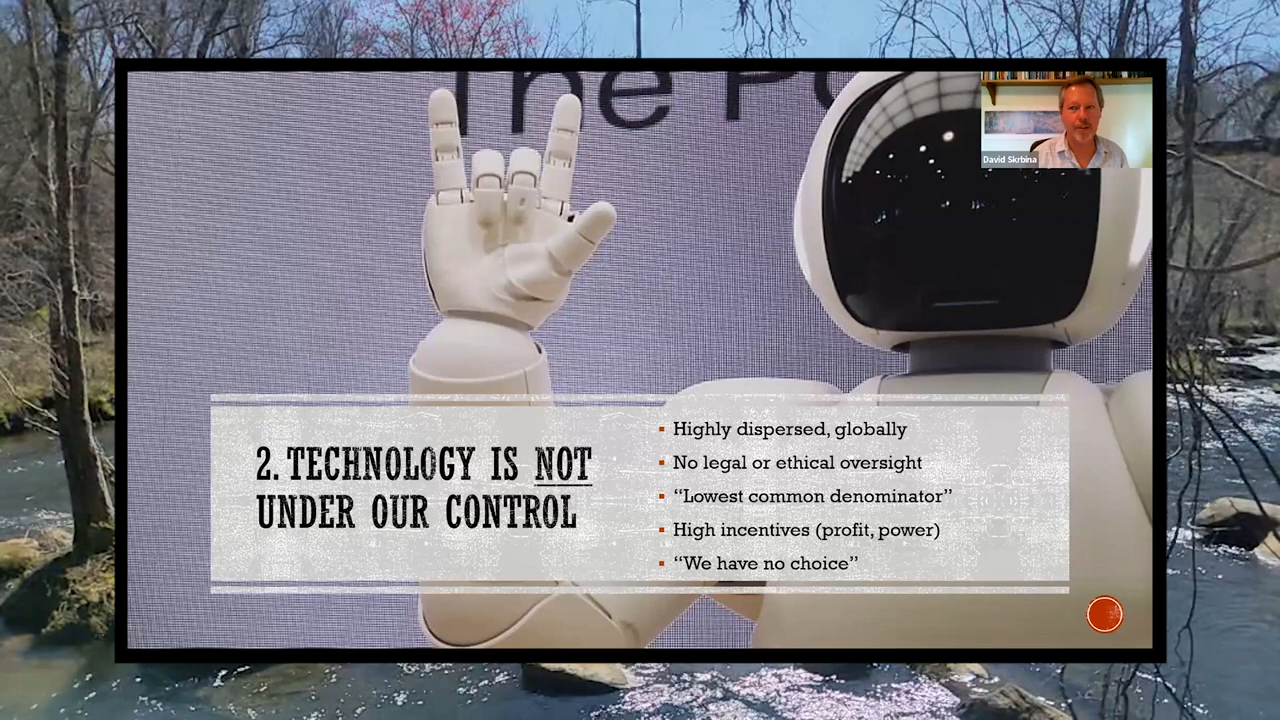 The
David Skrbina
2. TECHNOLOGY IS NOT
UNDER OUR CONTROL
Highly dispersed, globally
No legal or ethical oversight
“Lowest common denominator”
High incentives (profit, power)
“We have no choice”